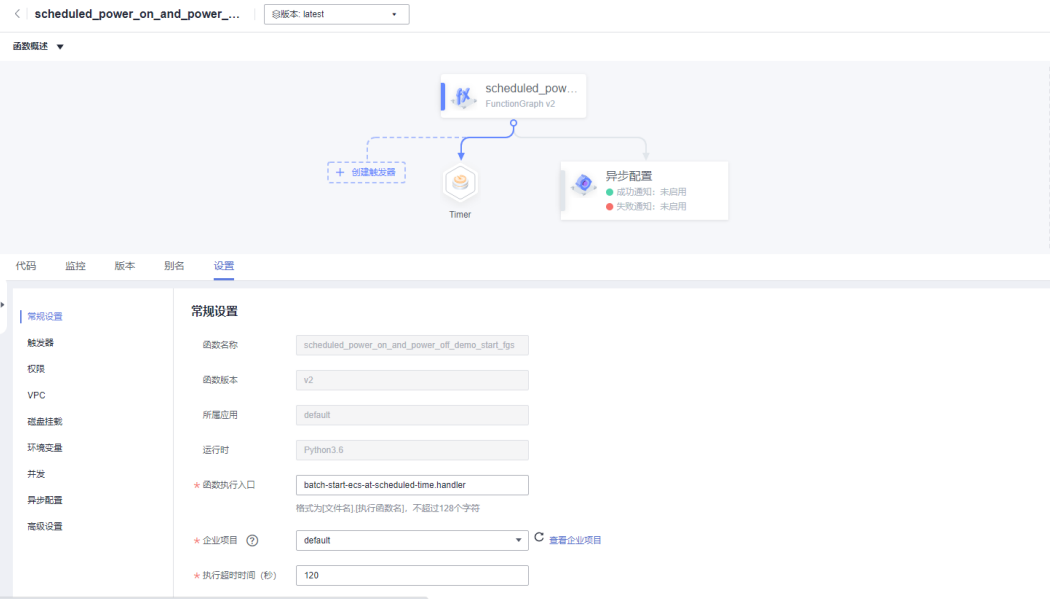 scheduled_power_on_and_power_... 版本: latest
函数概述
scheduled_pow...
FunctionGraph v2
创建触发器
Timer
异步配置
成功通知：未启用
失败通知：未启用
代码 监控 版本 别名 设置
常规设置
触发器
权限
VPC
磁盘挂载
环境变量
并发
异步配置
高级设置
常规设置
函数名称 scheduled_power_on_and_power_off_demo_start_fgs
函数版本 v2
所属应用 default
运行时 Python3.6
* 函数执行入口 batch-start-ecs-at-scheduled-time.handler
格式为[文件名].[执行函数名]，不超过128个字符
* 企业项目 ? default 查看企业项目
* 执行超时时间（秒） 120